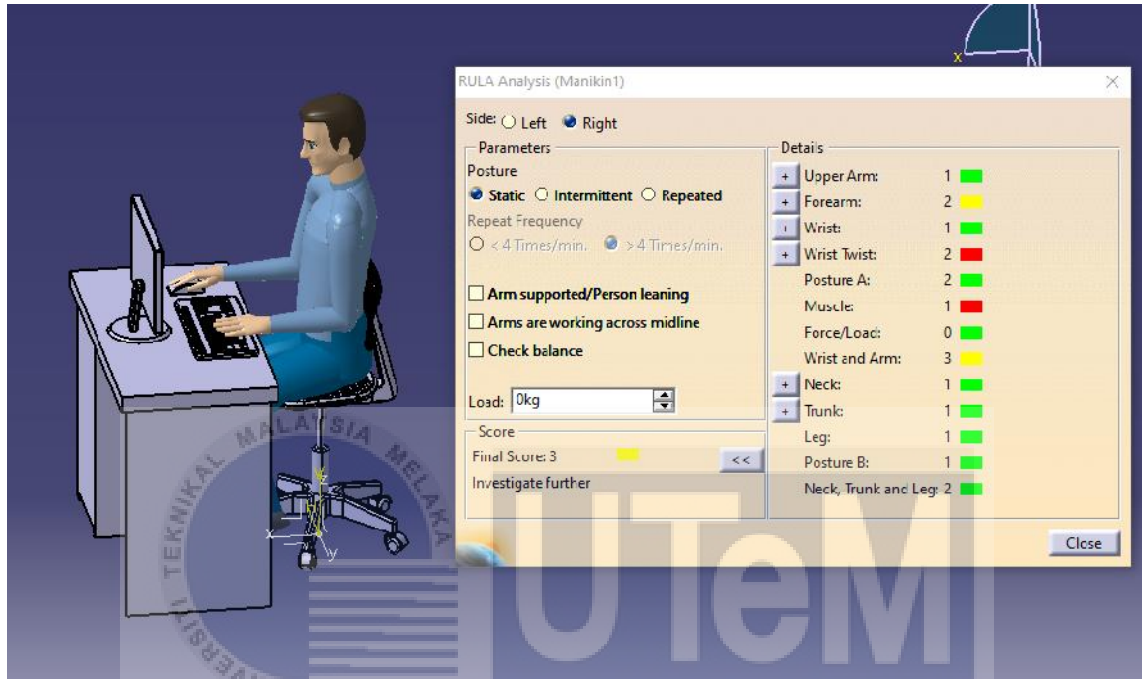 X
RULA Analysis (Manikin1)
Side: Left Right
Parameters
Posture
Static Intermittent Repeated
Repeat Frequency
< 4 Times/min. > 4 Times/min.
Arm supported/Person leaning
Arms are working across midline
Check balance
Load: 0kg
Score
Final Score: 3
<<
Investigate further
Details
+ Upper Arm: 1
+ Forearm: 2
+ Wrist: 1
+ Wrist Twist: 2
Posture A: 2
Muscle: 1
Force/Load: 0
Wrist and Arm: 3
+ Neck: 1
+ Trunk: 1
Leg: 1
Posture B: 1
Neck, Trunk and Leg: 2
Close
x
z
y
UNIVERSITI TEKNIKAL MALAYSIA MELAKA
UTeM